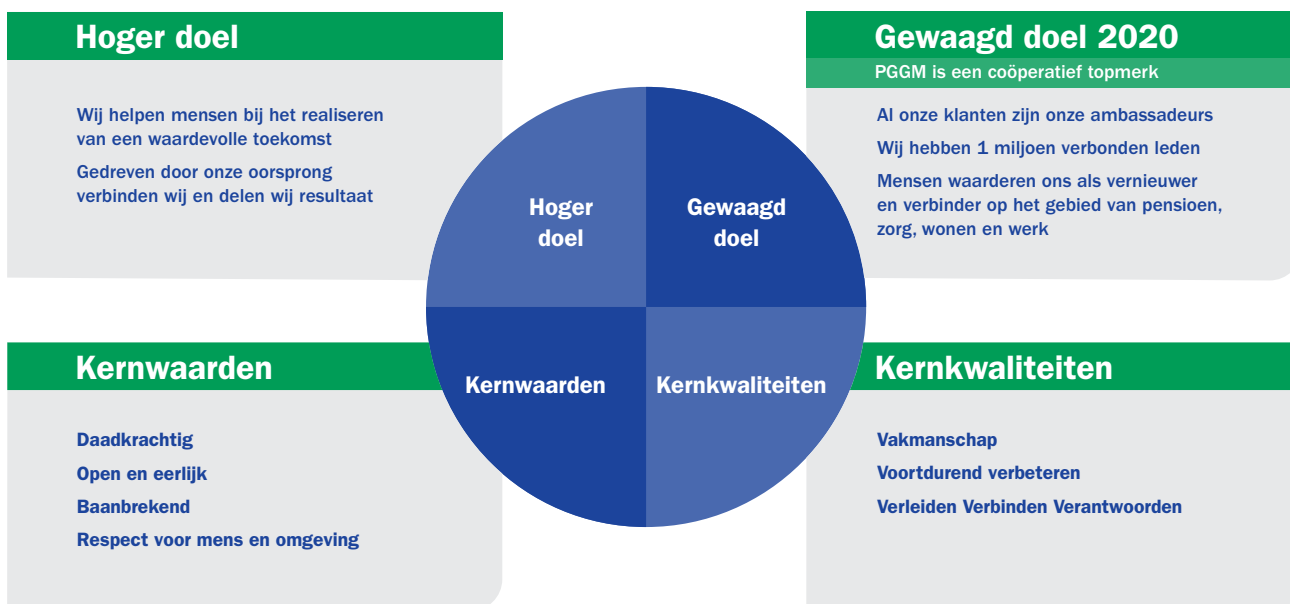 Hoger doel
Wij helpen mensen bij het realiseren
van een waardevolle toekomst
Gedreven door onze oorsprong
verbinden wij en delen wij resultaat
Gewaagd doel 2020
PGGM is een coöperatief topmerk
Al onze klanten zijn onze ambassadeurs
Wij hebben 1 miljoen verbonden leden
Mensen waarderen ons als vernieuwer
en verbinder op het gebied van pensioen,
zorg, wonen en werk
Hoger
doel
Gewaagd
doel
Kernwaarden
Kernkwaliteiten
Kernwaarden
Daadkrachtig
Open en eerlijk
Baanbrekend
Respect voor mens en omgeving
Kernkwaliteiten
Vakmanschap
Voortdurend verbeteren
Verleiden Verbinden Verantwoorden